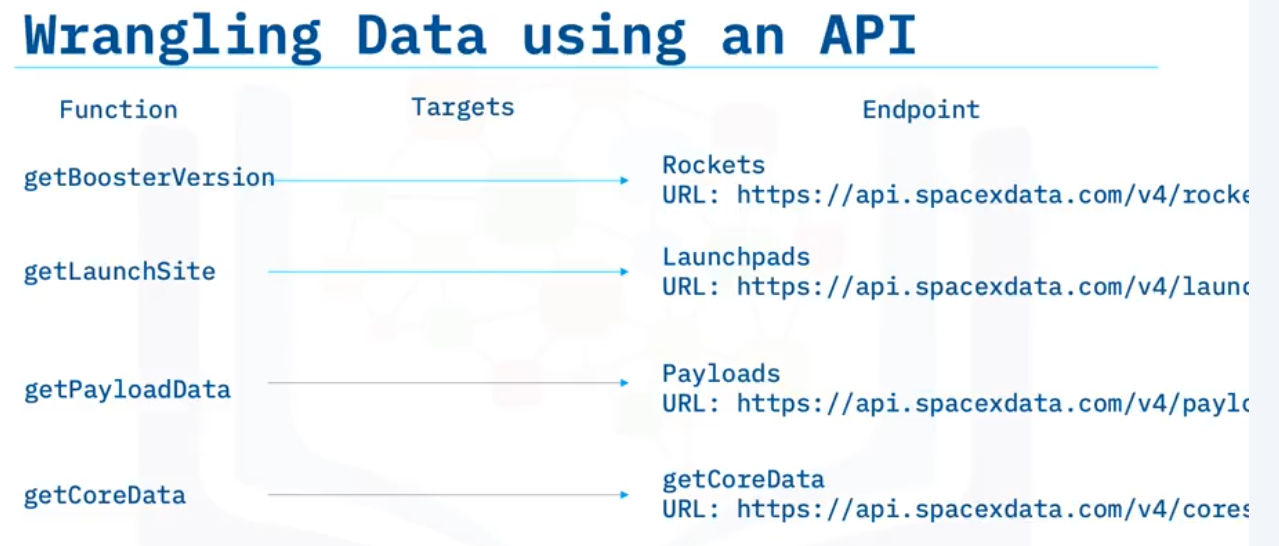 Wrangling Data using an API
Function Targets Endpoint
getBoosterVersion
Rockets
URL: https://api.spacexdata.com/v4/rocke
getLaunchSite
Launchpads
URL: https://api.spacexdata.com/v4/launc
getPayloadData
Payloads
URL: https://api.spacexdata.com/v4/paylo
getCoreData
getCoreData
URL: https://api.spacexdata.com/v4/cores